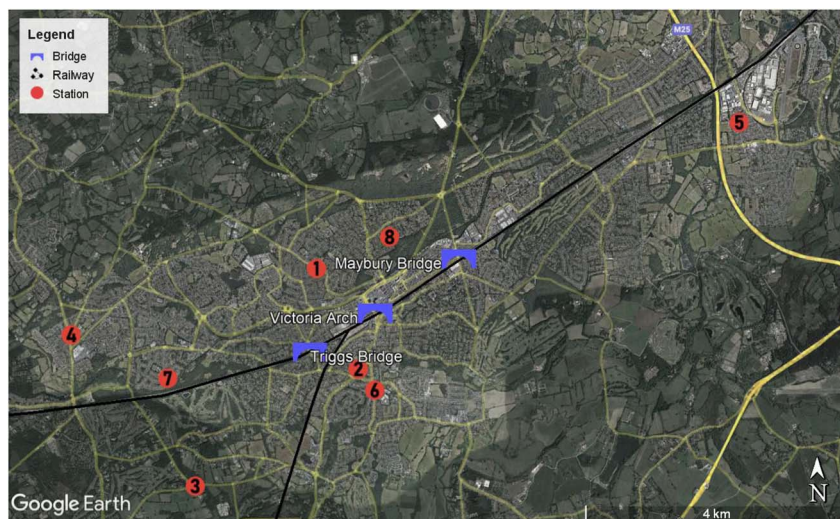 Legend
Bridge
Railway
Station
M25
5
8
1
Maybury Bridge
Victoria Arch
4
Triggs Bridge
7
2
6
3
N
Google Earth
4 km